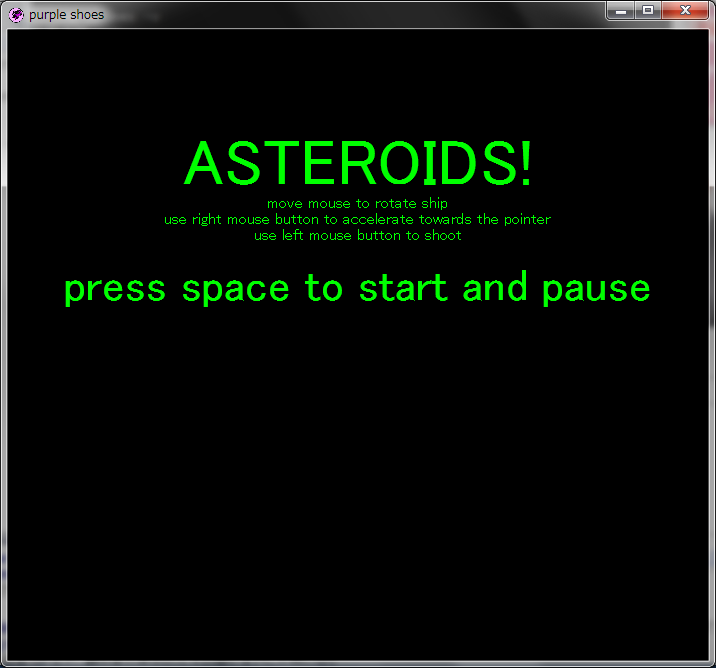 purple shoes
ASTEROIDS!
move mouse to rotate ship
use right mouse button to accelerate towards the pointer
use left mouse button to shoot
press space to start and pause